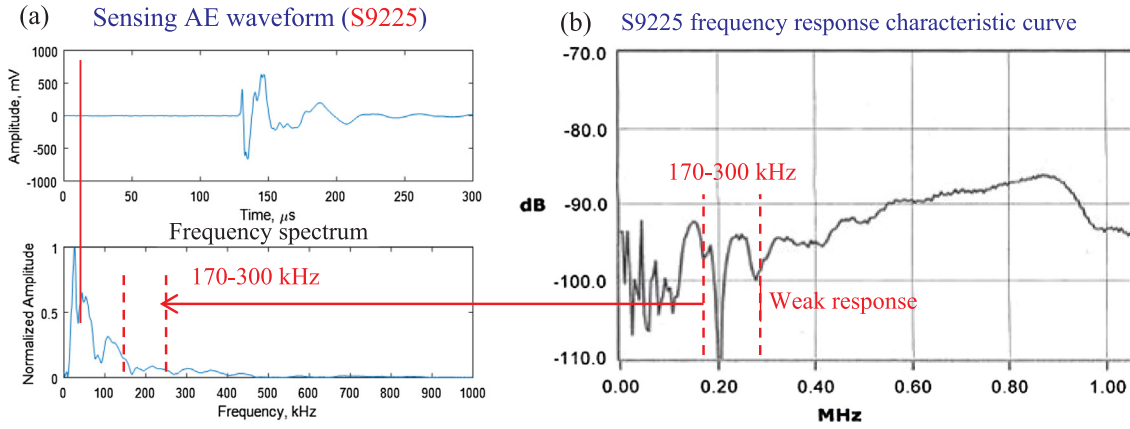 (a) Sensing AE waveform (S9225)
1000
500
0
-500
-1000
Amplitude, mV
0 50 100 150 200 250 300
Time, μs
Frequency spectrum
1
0.5
0
Normalized Amplitude
170-300 kHz
0 100 200 300 400 500 600 700 800 900 1000
Frequency, kHz
(b) S9225 frequency response characteristic curve
-70.0
-80.0
dB -90.0
-100.0
-110.0
170-300 kHz
Weak response
0.00 0.20 0.40 0.60 0.80 1.00
MHz